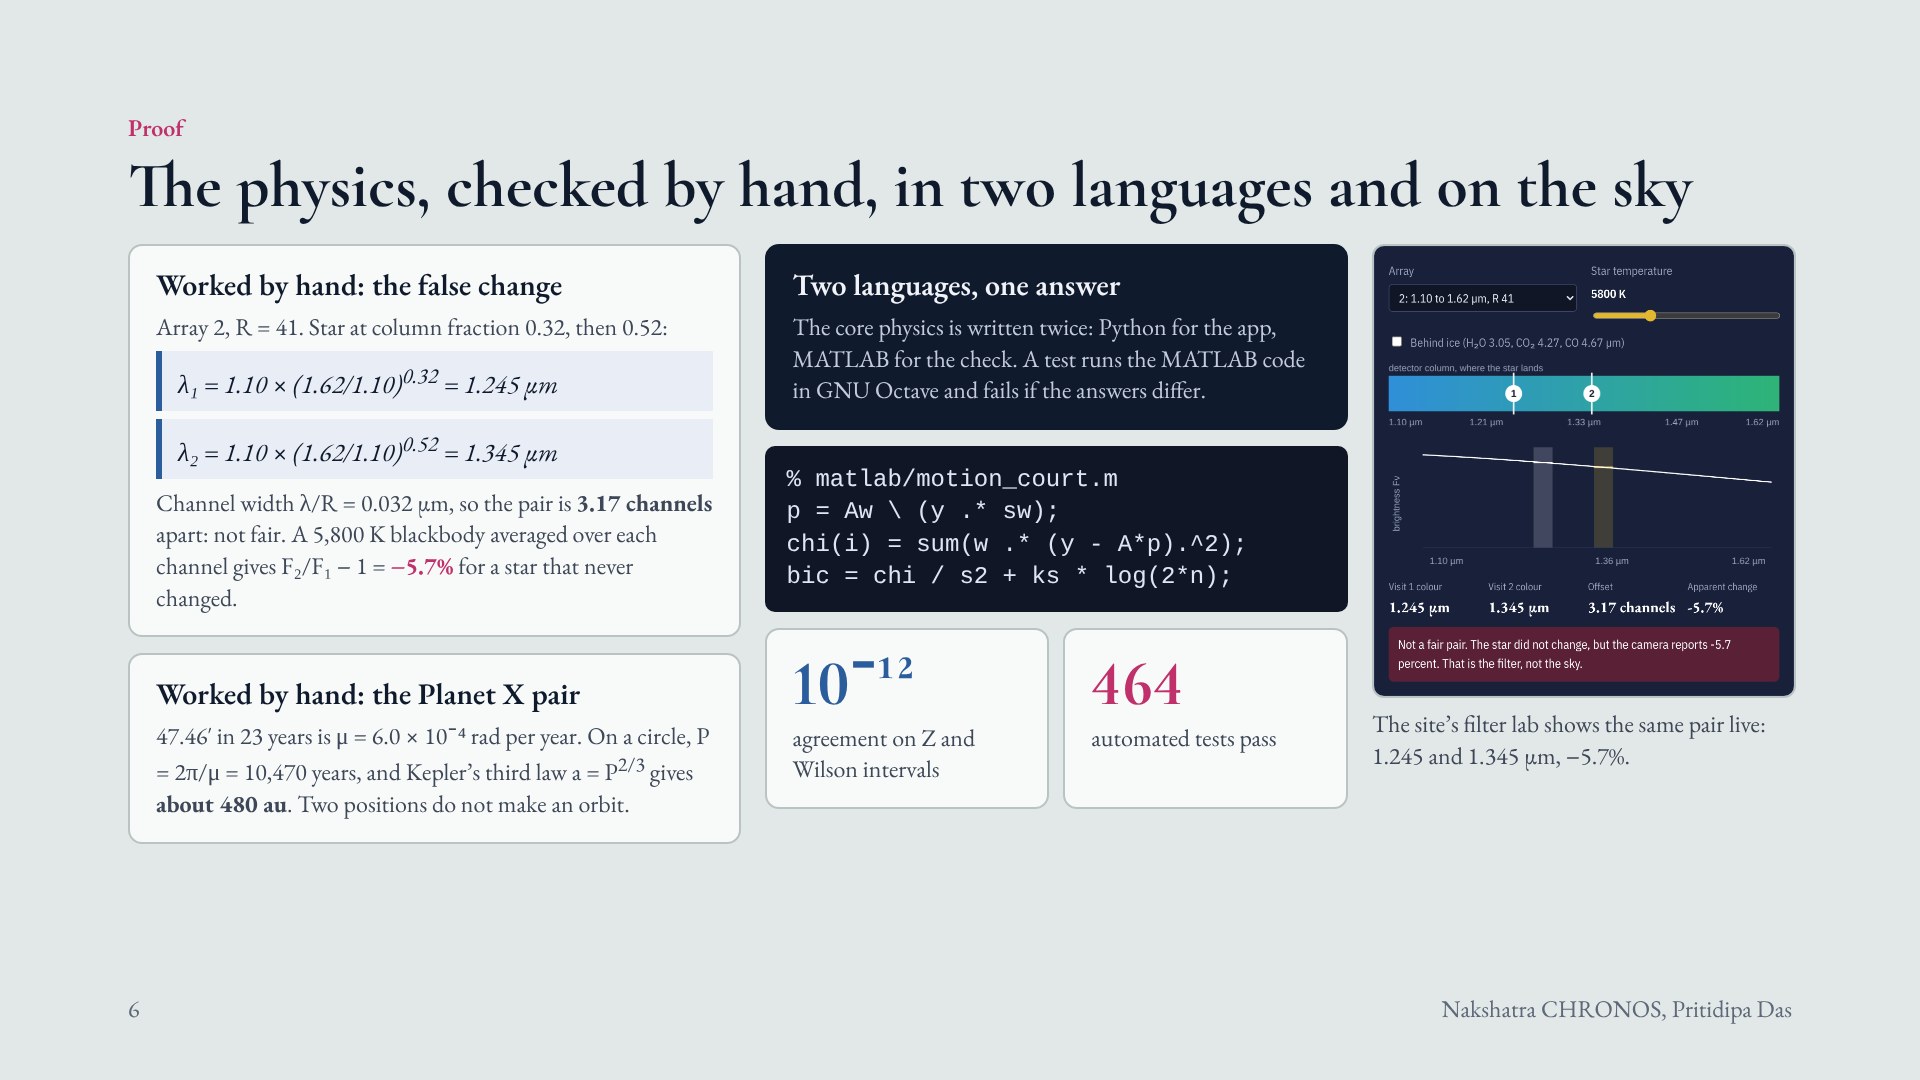 Proof
The physics, checked by hand, in two languages and on the sky
Worked by hand: the false change
Array 2, R = 41. Star at column fraction 0.32, then 0.52:
λ₁ = 1.10 × (1.62/1.10)^0.32 = 1.245 µm
λ₂ = 1.10 × (1.62/1.10)^0.52 = 1.345 µm
Channel width λ/R = 0.032 µm, so the pair is 3.17 channels
apart: not fair. A 5,800 K blackbody averaged over each
channel gives F₂/F₁ − 1 = −5.7% for a star that never
changed.
Worked by hand: the Planet X pair
47.46′ in 23 years is µ = 6.0 × 10⁻⁴ rad per year. On a circle, P
= 2π/µ = 10,470 years, and Kepler’s third law a = P^2/3 gives
about 480 au. Two positions do not make an orbit.
Two languages, one answer
The core physics is written twice: Python for the app,
MATLAB for the check. A test runs the MATLAB code
in GNU Octave and fails if the answers differ.
% matlab/motion_court.m
p = Aw \ (y .* sw);
chi(i) = sum(w .* (y - A*p).^2);
bic = chi / s2 + ks * log(2*n);
10⁻¹²
agreement on Z and
Wilson intervals
464
automated tests pass
Array
2: 1.10 to 1.62 µm, R 41
Star temperature
5800 K
Behind ice (H₂O 3.05, CO₂ 4.27, CO 4.67 µm)
detector column, where the star lands
1 2
1.10 µm 1.21 µm 1.33 µm 1.47 µm 1.62 µm
brightness Fν
1.10 µm 1.36 µm 1.62 µm
Visit 1 colour Visit 2 colour Offset Apparent change
1.245 µm 1.345 µm 3.17 channels -5.7%
Not a fair pair. The star did not change, but the camera reports -5.7
percent. That is the filter, not the sky.
The site’s filter lab shows the same pair live:
1.245 and 1.345 µm, −5.7%.
6
Nakshatra CHRONOS, Pritidipa Das